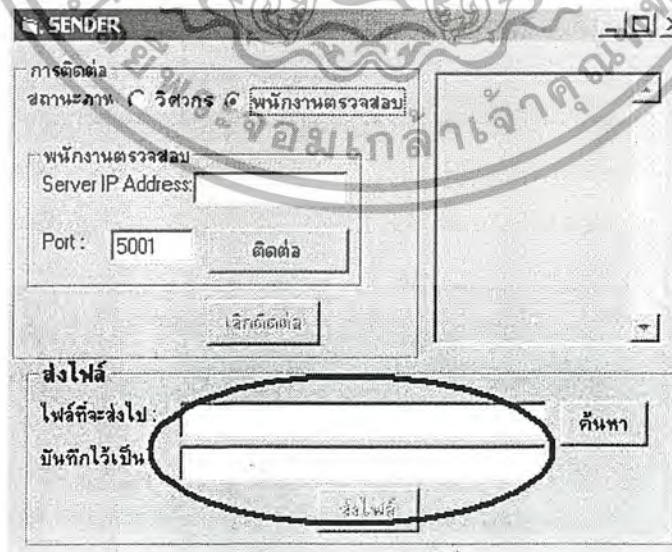 SENDER
การติดต่อ
สถานะภาพ วิศวกร พนักงานตรวจสอบ
พนักงานตรวจสอบ
Server IP Address:
Port : 5001 ติดต่อ
เลิกติดต่อ
ส่งไฟล์
ไฟล์ที่จะส่งไป : ค้นหา
บันทึกไว้เป็น
ส่งไฟล์